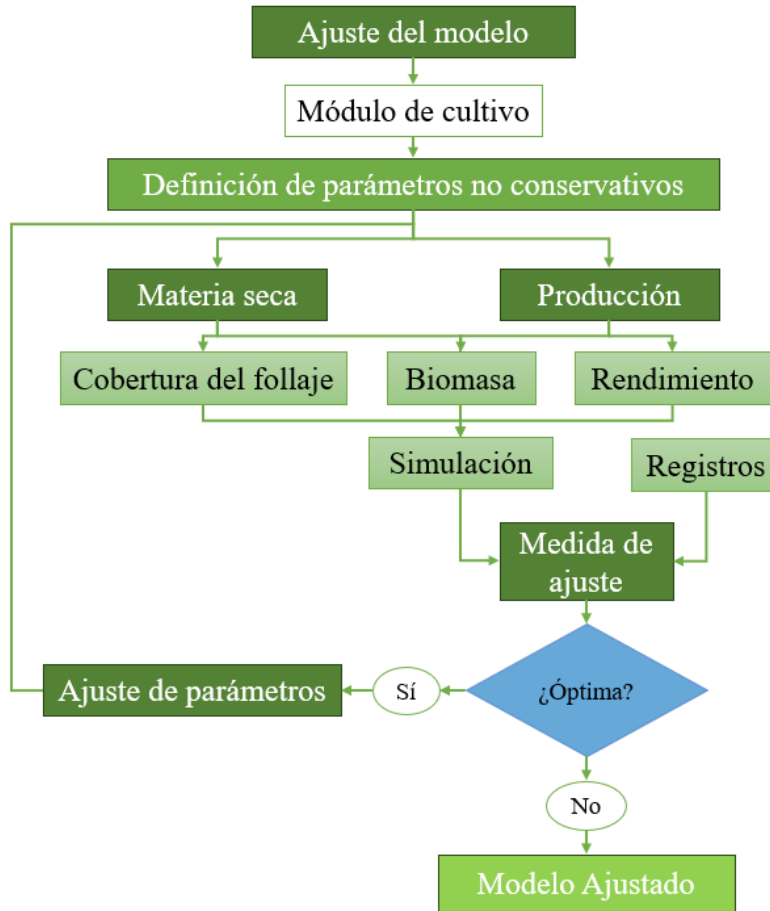 Ajuste del modelo
Módulo de cultivo
Definición de parámetros no conservativos
Materia seca
Producción
Cobertura del follaje
Biomasa
Rendimiento
Simulación
Registros
Medida de
ajuste
Ajuste de parámetros
Sí
¿Óptima?
No
Modelo Ajustado